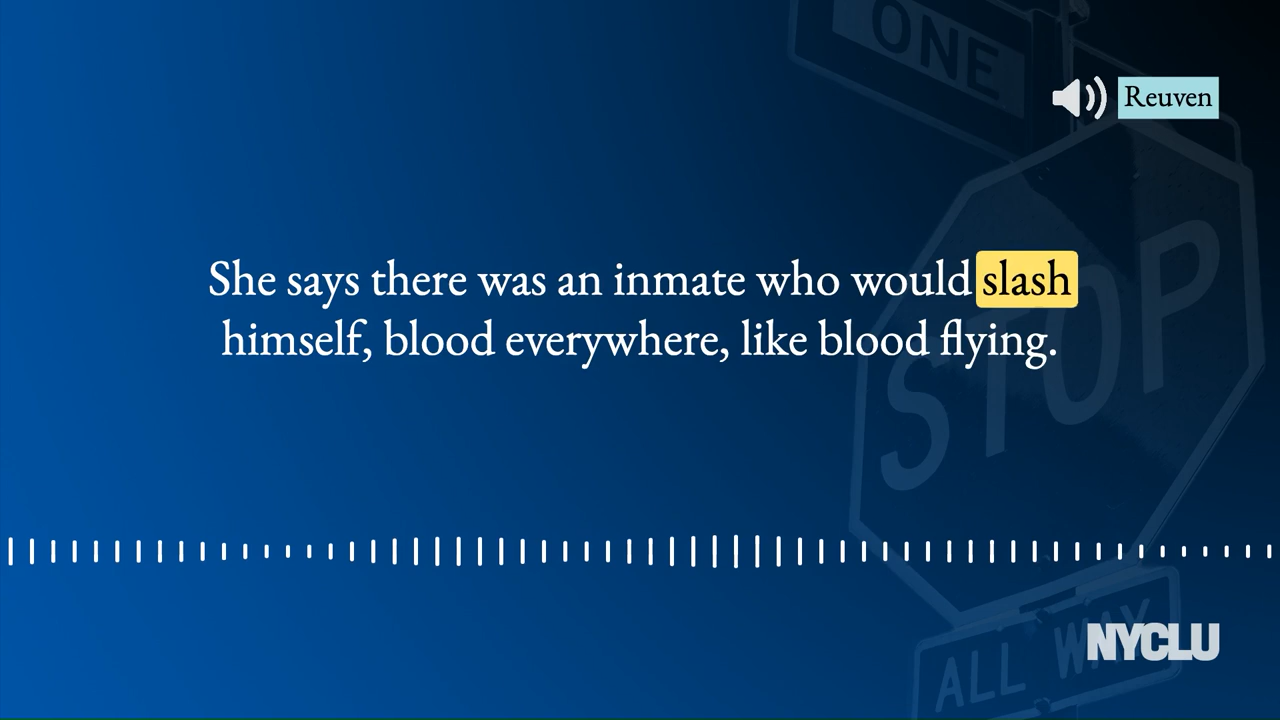 ONE
Reuven
She says there was an inmate who would slash
himself, blood everywhere, like blood flying.
STOP
ALL WAY
NYCLU